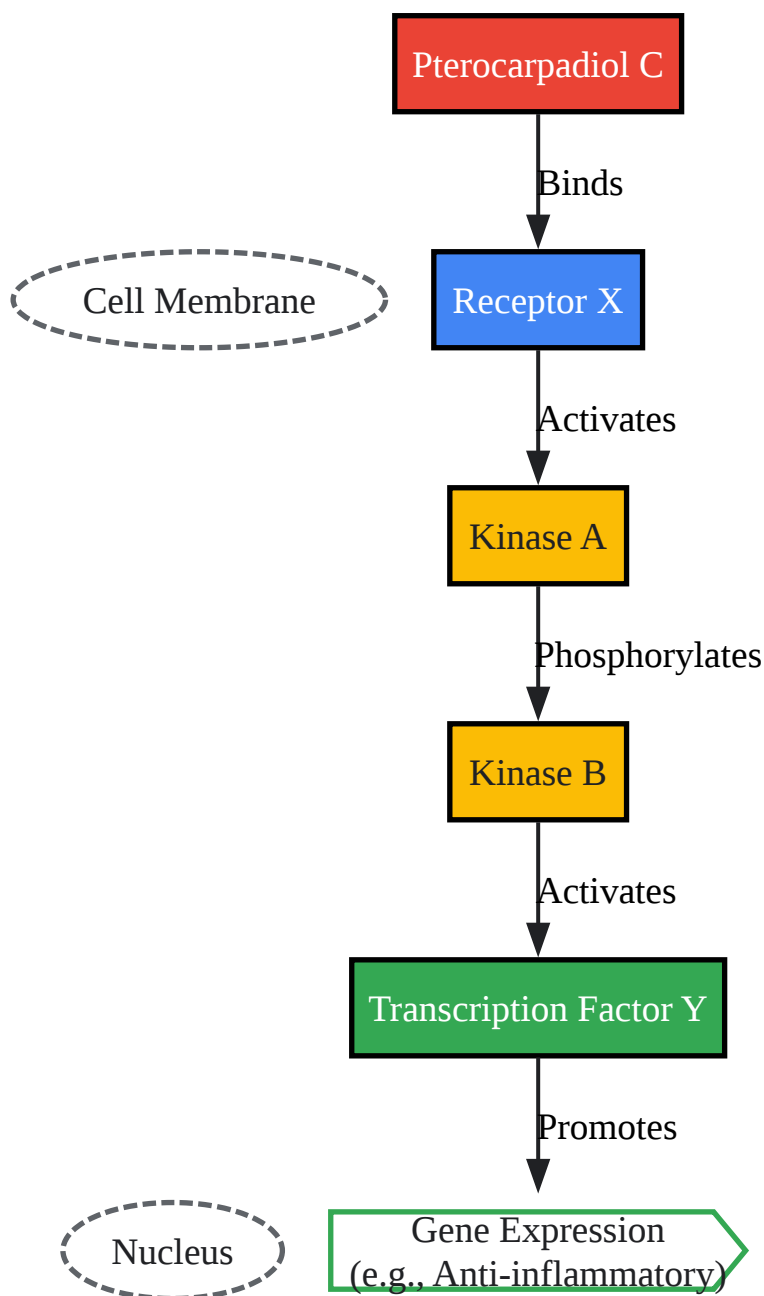 Pterocarpadiol C
Binds
Cell Membrane
Receptor X
Activates
Kinase A
Phosphorylates
Kinase B
Activates
Transcription Factor Y
Promotes
Nucleus
Gene Expression
(e.g., Anti-inflammatory)